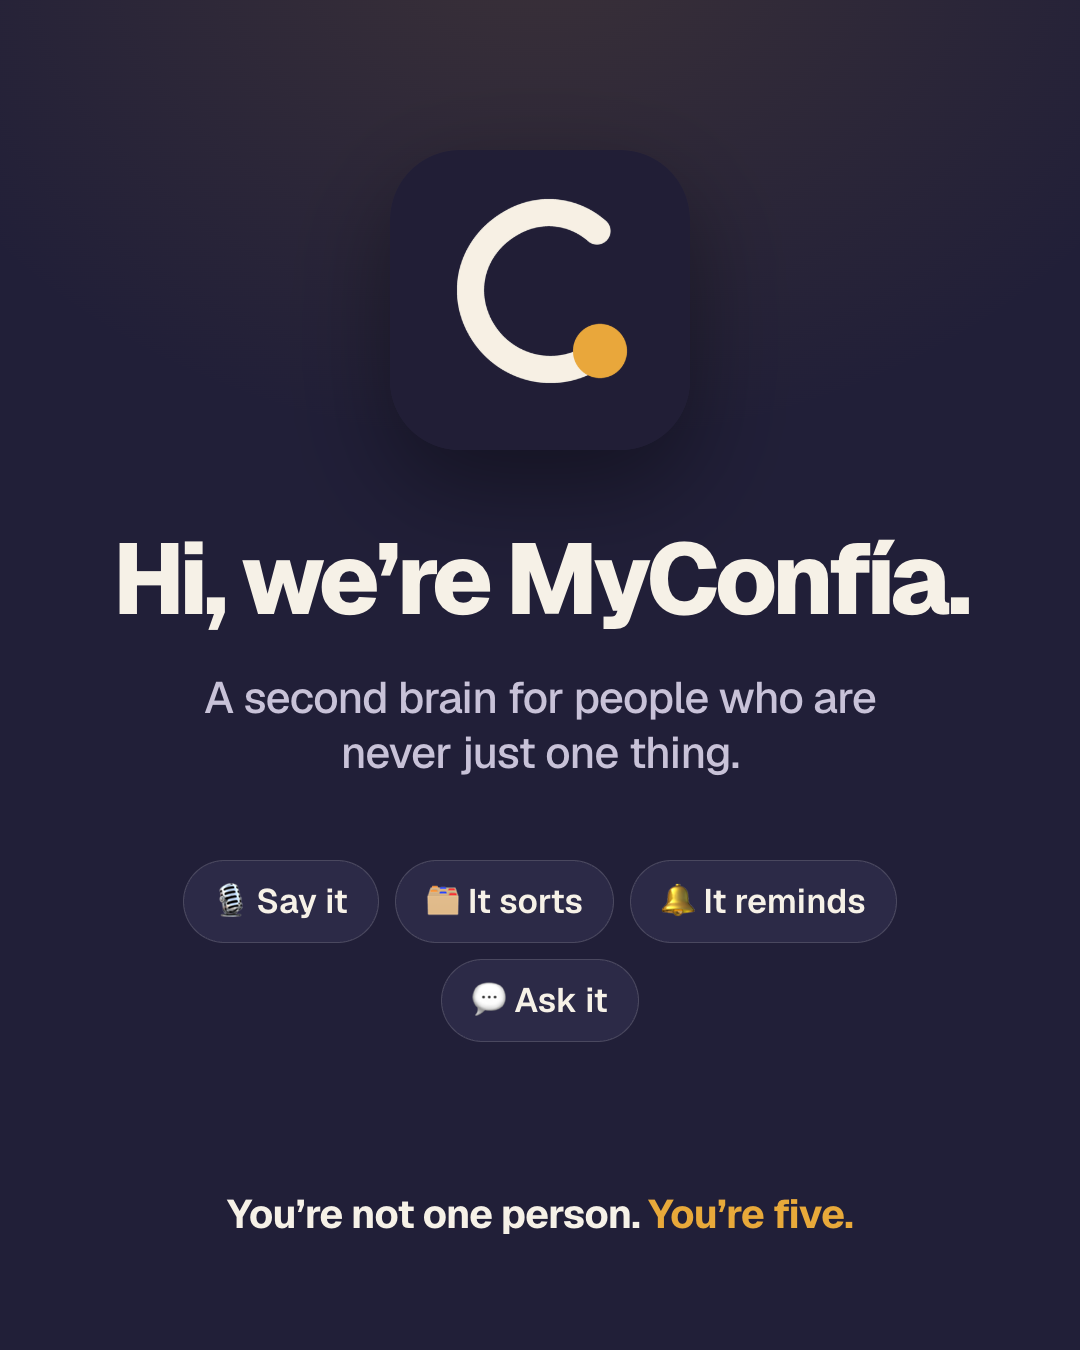 Hi, we’re MyConfía.
A second brain for people who are
never just one thing.
🎙️ Say it
🗂️ It sorts
🔔 It reminds
💬 Ask it
You’re not one person. You’re five.